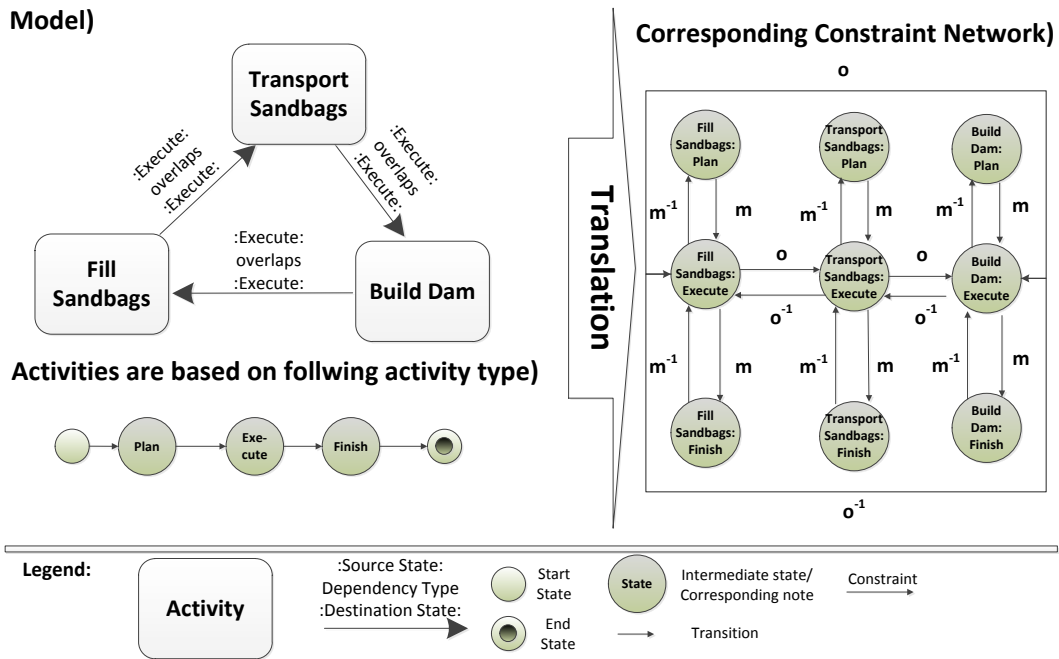 Model)
Transport
Sandbags
:Execute:
overlaps
:Execute:
:Execute:
overlaps
:Execute:
Fill
Sandbags
:Execute:
overlaps
:Execute:
Build Dam
Activities are based on follwing activity type)
Plan
Exe-
cute
Finish
Translation
Corresponding Constraint Network)
o
Fill
Sandbags:
Plan
Transport
Sandbags:
Plan
Build
Dam:
Plan
m⁻¹
m
m⁻¹
m
m⁻¹
m
Fill
Sandbags:
Execute
o
Transport
Sandbags:
Execute
o
Build
Dam:
Execute
o⁻¹
o⁻¹
m⁻¹
m
m⁻¹
m
m⁻¹
m
Fill
Sandbags:
Finish
Transport
Sandbags:
Finish
Build
Dam:
Finish
o⁻¹
Legend:
Activity
:Source State:
Dependency Type
:Destination State:
Start
State
End
State
State
Intermediate state/
Corresponding note
Transition
Constraint